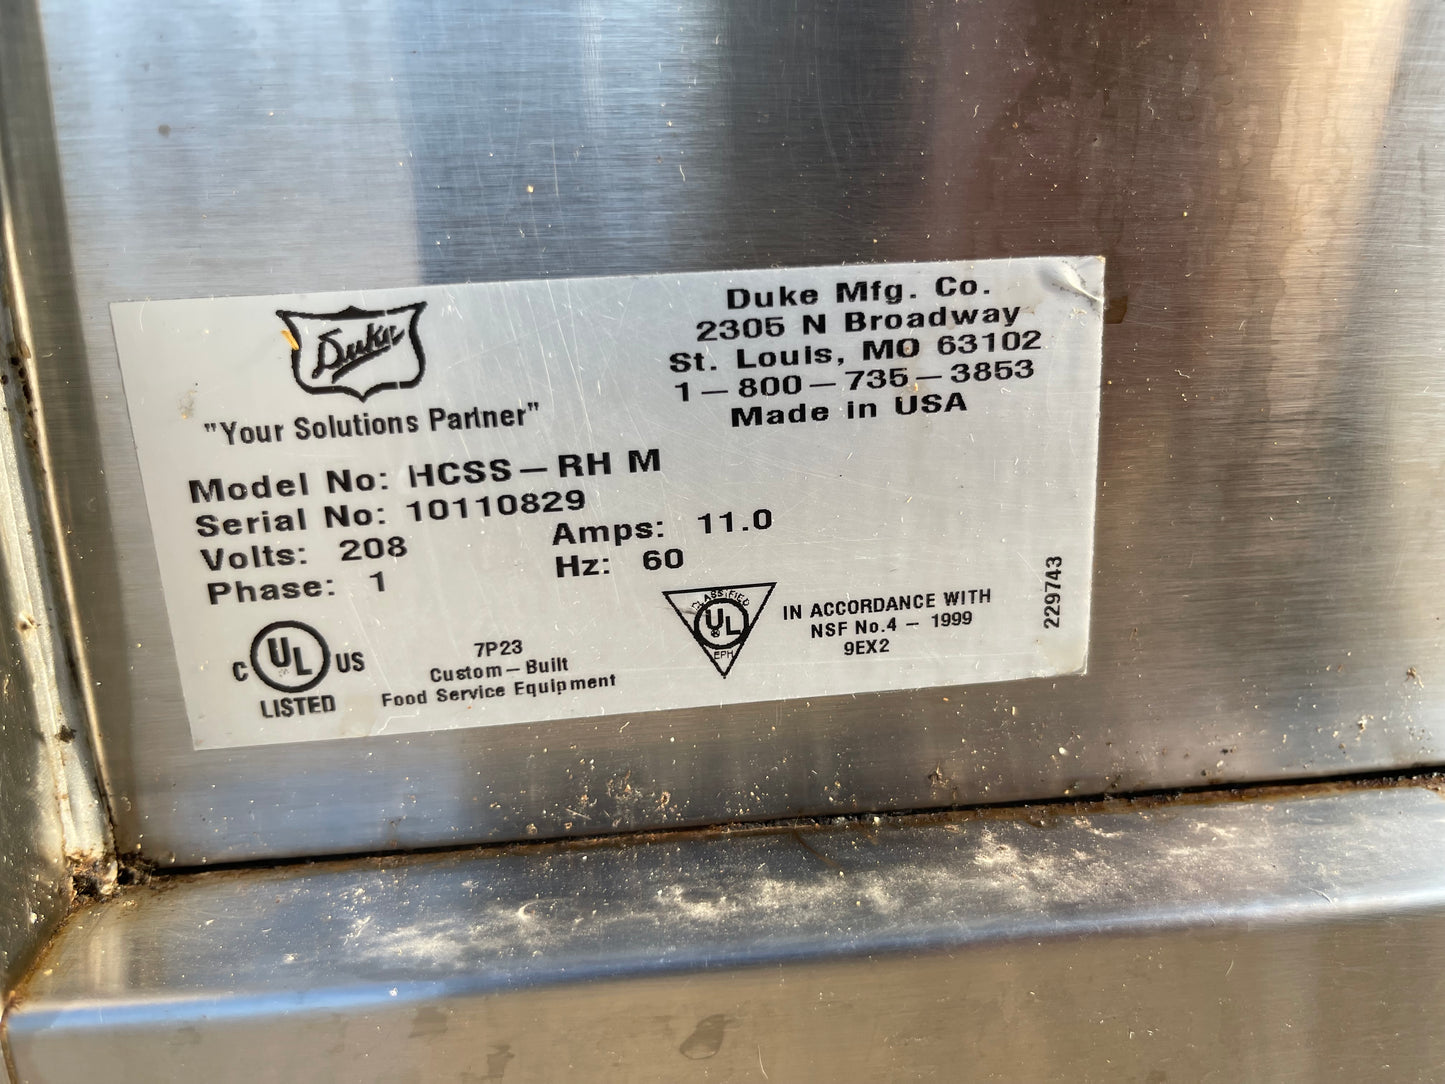 Duke
"Your Solutions Partner"
Duke Mfg. Co.
2305 N Broadway
St. Louis, MO 63102
1-800-735-3853
Made in USA
Model No: HCSS-RH M
Serial No: 10110829
Volts: 208 Amps: 11.0
Phase: 1 Hz: 60
C UL US
LISTED
7P23
Custom-Built
Food Service Equipment
CLASSIFIED
UL
EPH
IN ACCORDANCE WITH
NSF No.4 - 1999
9EX2
229743